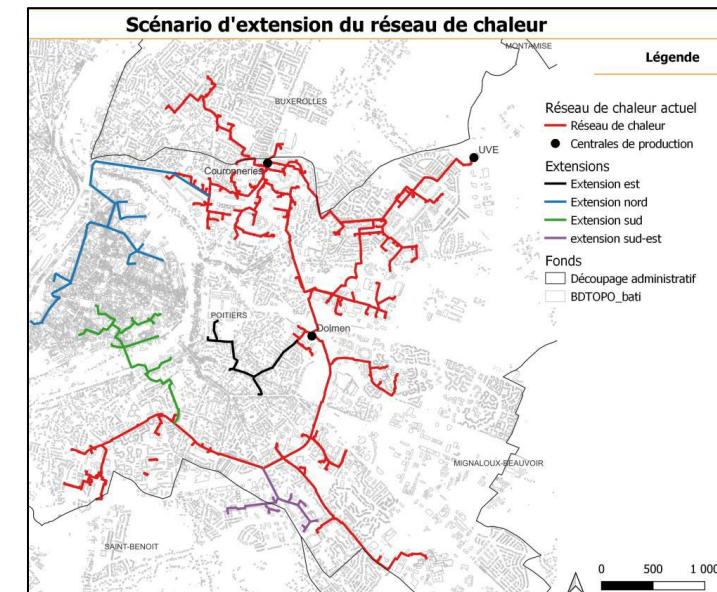 Scénario d'extension du réseau de chaleur
MONTAMISE
Légende
BUXEROLLES
Réseau de chaleur actuel
Réseau de chaleur
Centrales de production
UVE
Couronneries
Extensions
Extension est
Extension nord
Extension sud
extension sud-est
Fonds
Découpage administratif
BDTOPO_bati
POITIERS
Dolmen
MIGNALOUX-BEAUVOIR
SAINT-BENOIT
0 500 1 000